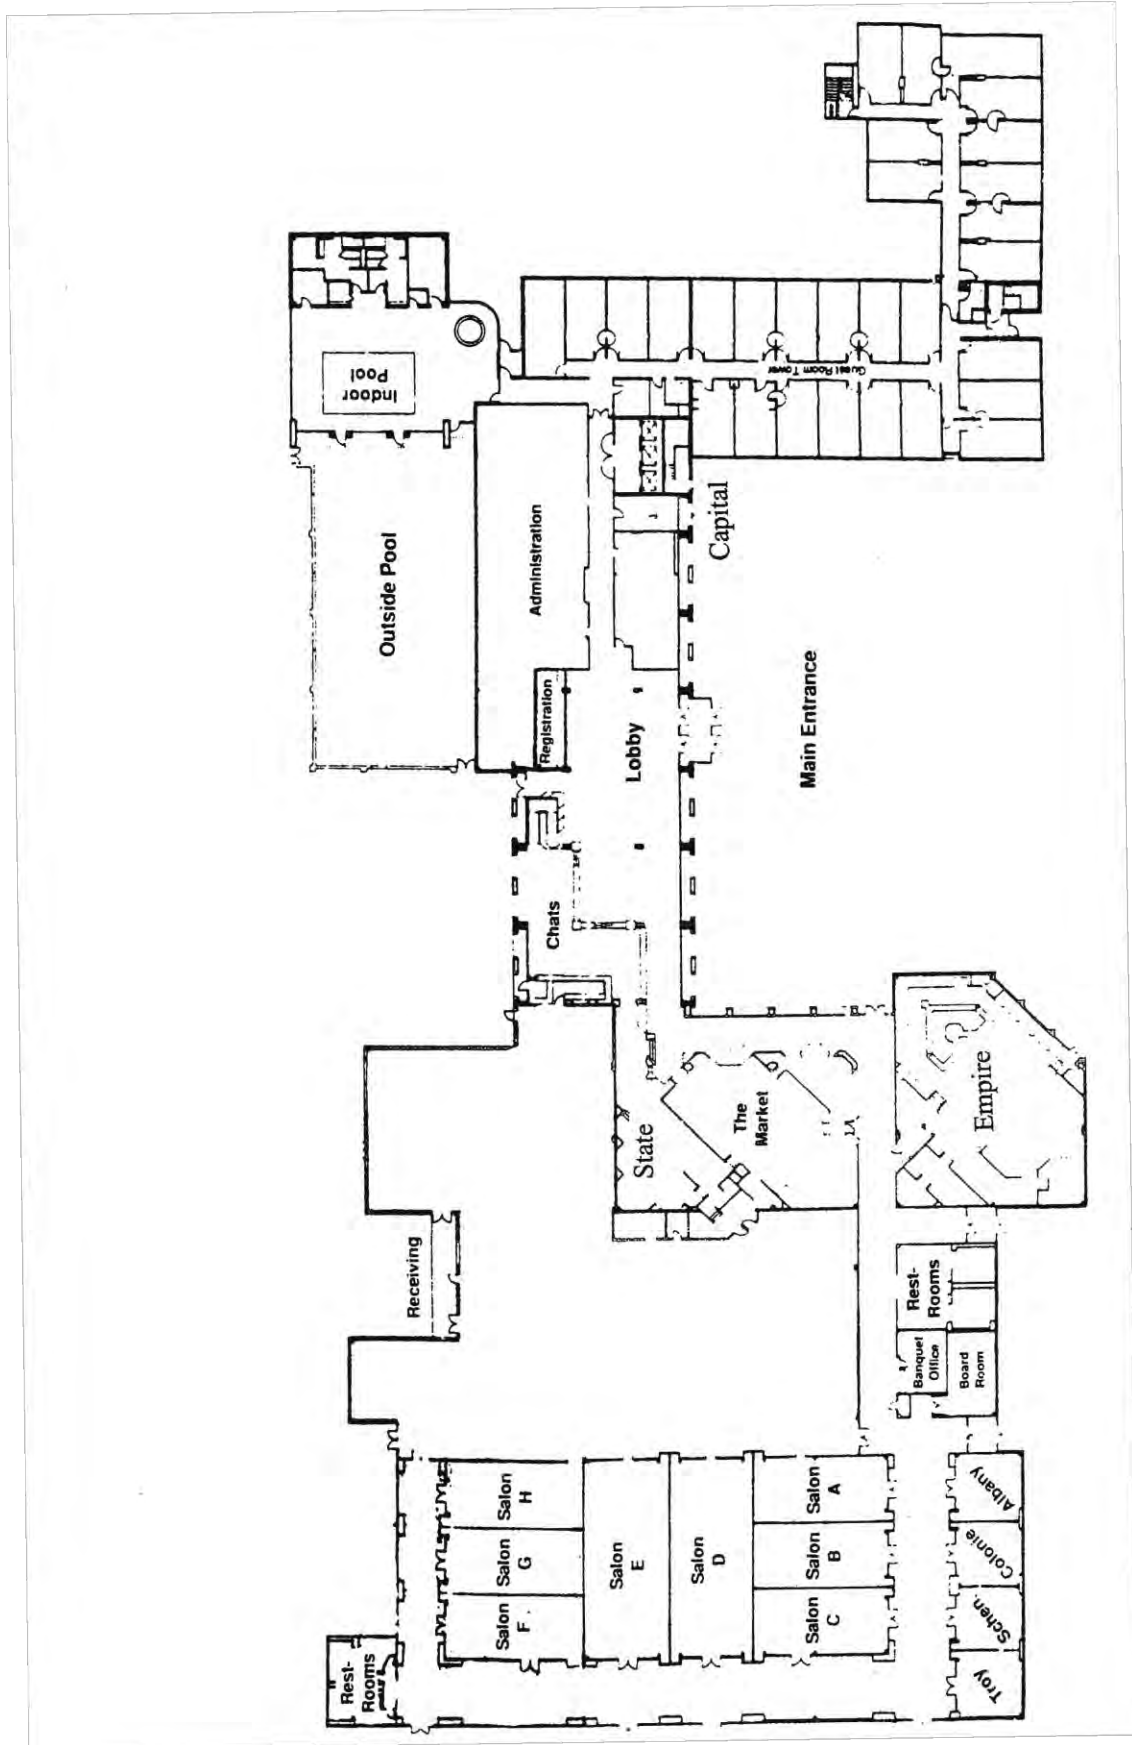 Indoor
Pool
Outside Pool
Administration
Guest Room Tower
Capital
Registration
Lobby
Main Entrance
Chats
State
The
Market
Empire
Receiving
Rest-
Rooms
Banquet
Office
Board
Room
Salon
H
Salon
G
Salon
F
Salon
E
Salon
D
Salon
A
Salon
B
Salon
C
Albany
Colonie
Schen.
Troy
Rest-
Rooms